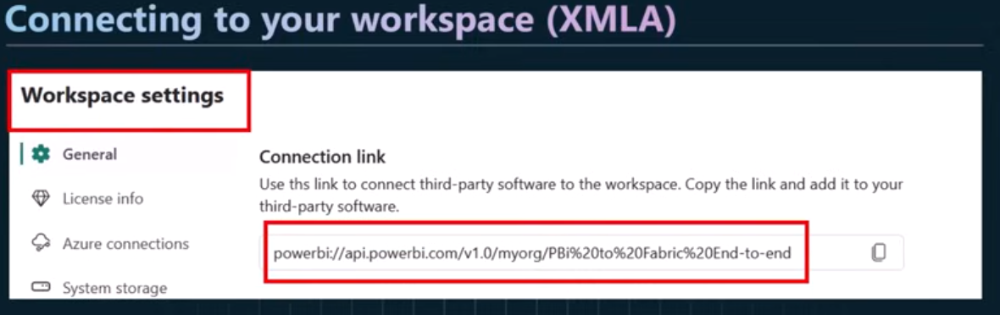 Connecting to your workspace (XMLA)
Workspace settings
General
License info
Azure connections
System storage
Connection link
Use ths link to connect third-party software to the workspace. Copy the link and add it to your
third-party software.
powerbi://api.powerbi.com/v1.0/myorg/PBi%20to%20Fabric%20End-to-end